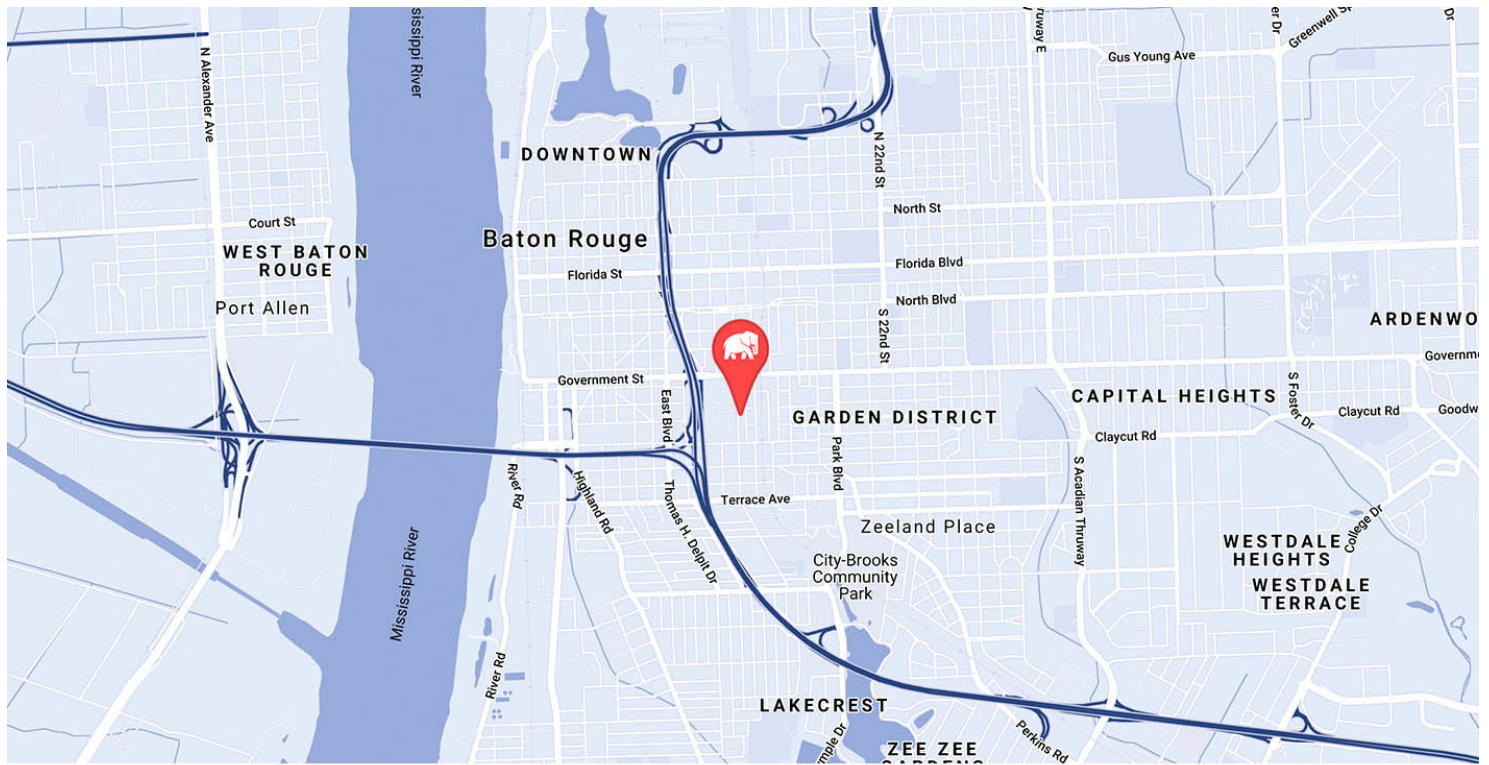 Mississippi River
N Alexander Ave
Gus Young Ave
DOWNTOWN
N 22nd St
North St
Court St
WEST BATON
ROUGE
Baton Rouge
Florida St
Florida Blvd
Port Allen
North Blvd
S 22nd St
ARDENWO
Government St
East Blvd
GARDEN DISTRICT
CAPITAL HEIGHTS
S Foster Dr
Claycut Rd
Goodw
Claycut Rd
Park Blvd
River Rd
Highland Rd
Thomas H. Delpit Dr
Terrace Ave
S Acadian Thruway
Zeeland Place
College Dr
WESTDALE
HEIGHTS
WESTDALE
TERRACE
City-Brooks
Community
Park
Mississippi River
River Rd
LAKECREST
Perkins Rd
ZEE ZEE